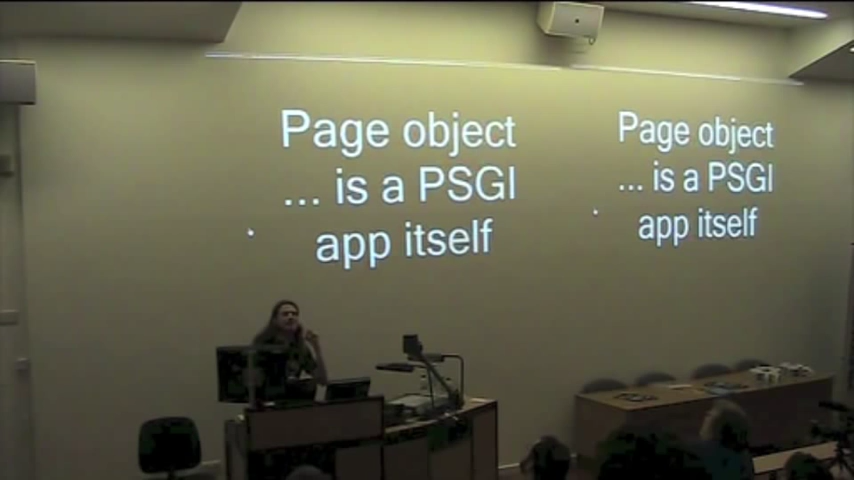 Page object
... is a PSGI
app itself
Page object
... is a PSGI
app itself